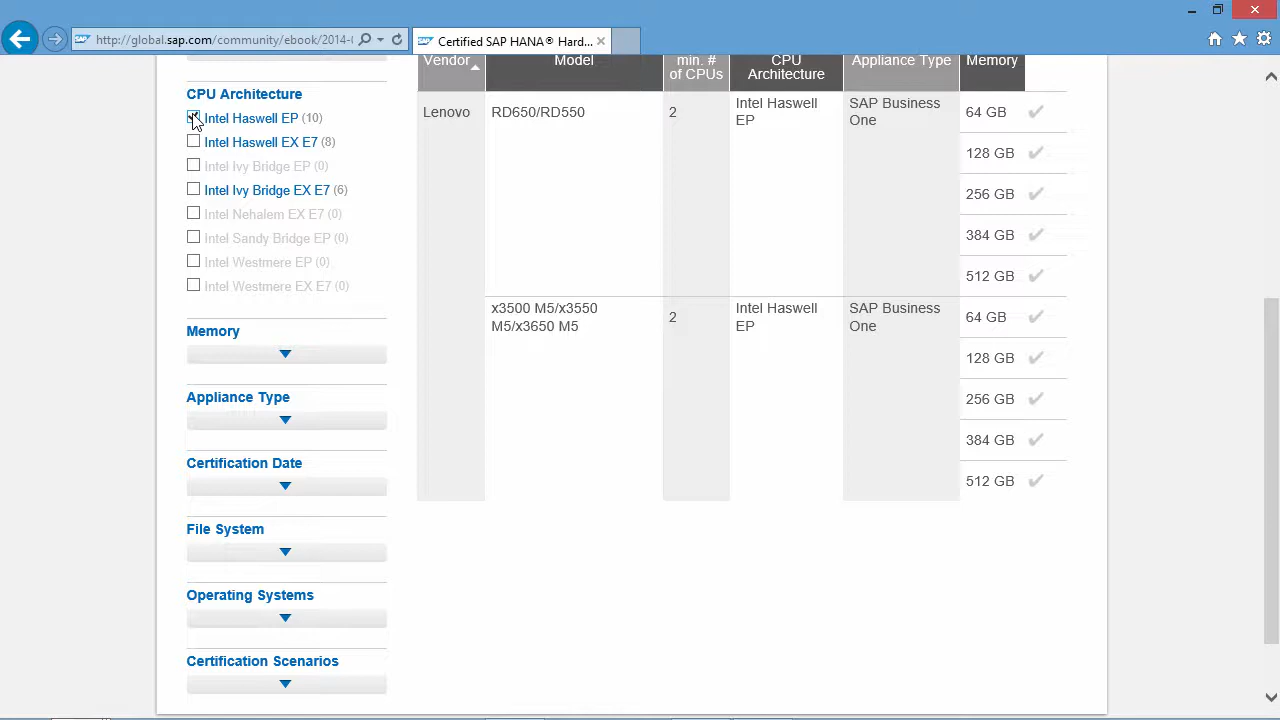 http://global.sap.com/community/ebook/2014-0
Certified SAP HANA® Hard...
Vendor
Model
min. #
of CPUs
CPU
Architecture
Appliance Type
Memory
CPU Architecture
Intel Haswell EP (10)
Intel Haswell EX E7 (8)
Intel Ivy Bridge EP (0)
Intel Ivy Bridge EX E7 (6)
Intel Nehalem EX E7 (0)
Intel Sandy Bridge EP (0)
Intel Westmere EP (0)
Intel Westmere EX E7 (0)
Memory
Appliance Type
Certification Date
File System
Operating Systems
Certification Scenarios
Lenovo
RD650/RD550
2
Intel Haswell
EP
SAP Business
One
64 GB
128 GB
256 GB
384 GB
512 GB
x3500 M5/x3550
M5/x3650 M5
2
Intel Haswell
EP
SAP Business
One
64 GB
128 GB
256 GB
384 GB
512 GB